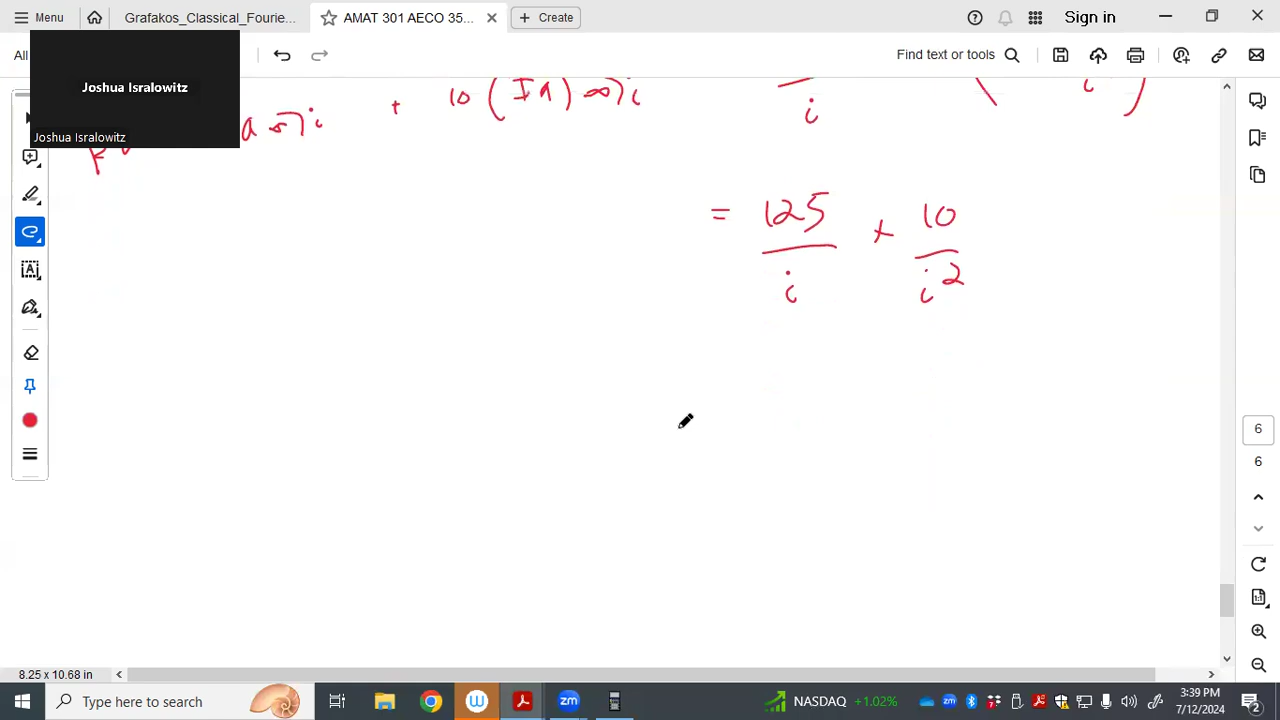 Menu
Grafakos_Classical_Fourie...
AMAT 301 AECO 35...
Create
Sign in
All
Find text or tools
Joshua Isralowitz
Joshua Isralowitz
+ 10 (Ia)∞⌉i
a∞⌉i
i
i
= 125/i + 10/i²
6
6
8.25 x 10.68 in
Type here to search
NASDAQ +1.02%
3:39 PM
7/12/2024
2